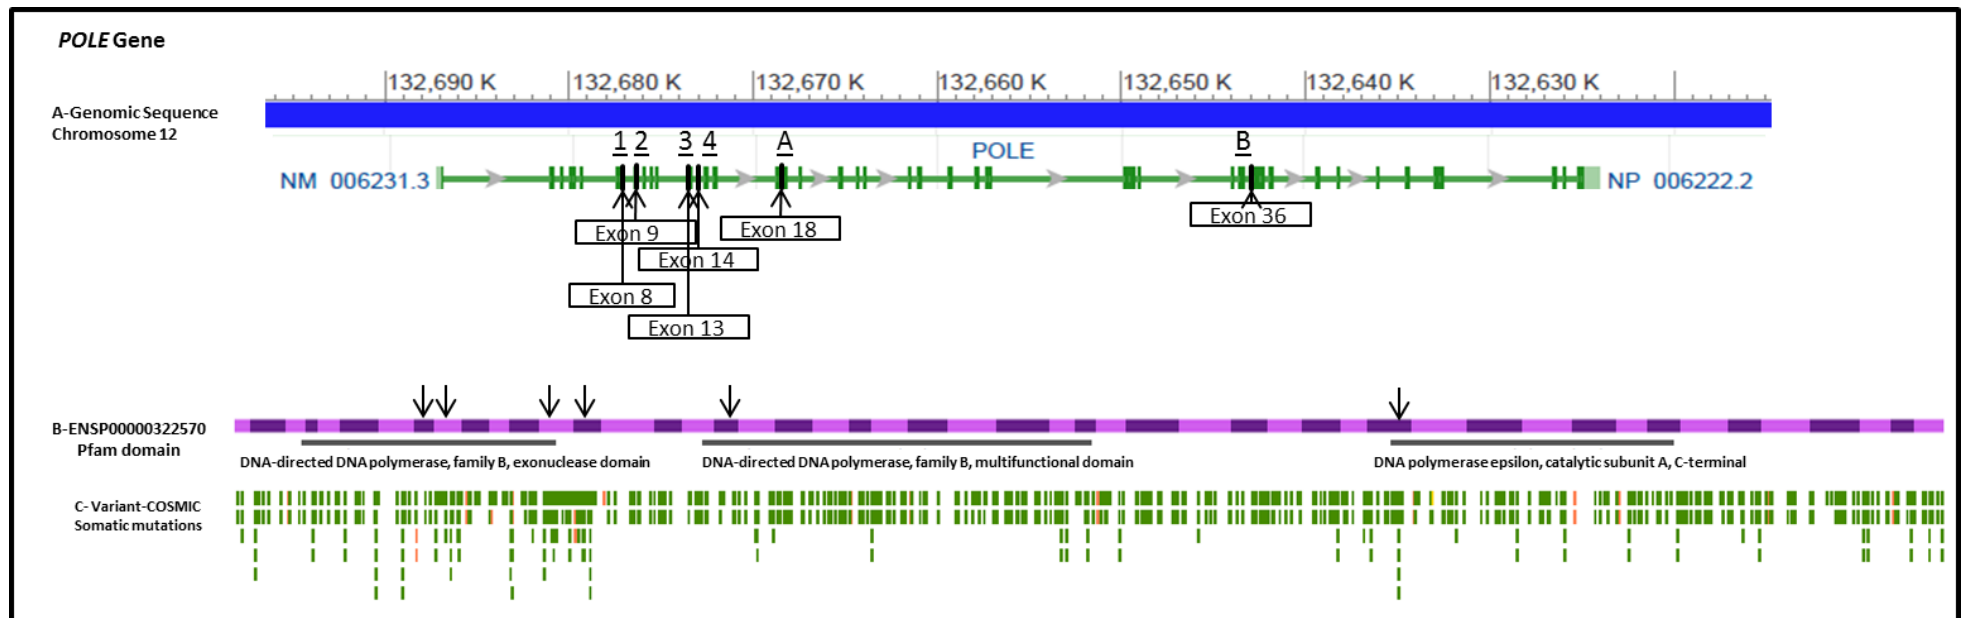 POLE Gene
132,690 K 132,680 K 132,670 K 132,660 K 132,650 K 132,640 K 132,630 K
A-Genomic Sequence
Chromosome 12
1 2 3 4 A B
POLE
NM 006231.3 NP 006222.2
Exon 36
Exon 9 Exon 18
Exon 14
Exon 8
Exon 13
B-ENSP00000322570
Pfam domain
DNA-directed DNA polymerase, family B, exonuclease domain DNA-directed DNA polymerase, family B, multifunctional domain DNA polymerase epsilon, catalytic subunit A, C-terminal
C- Variant-COSMIC
Somatic mutations